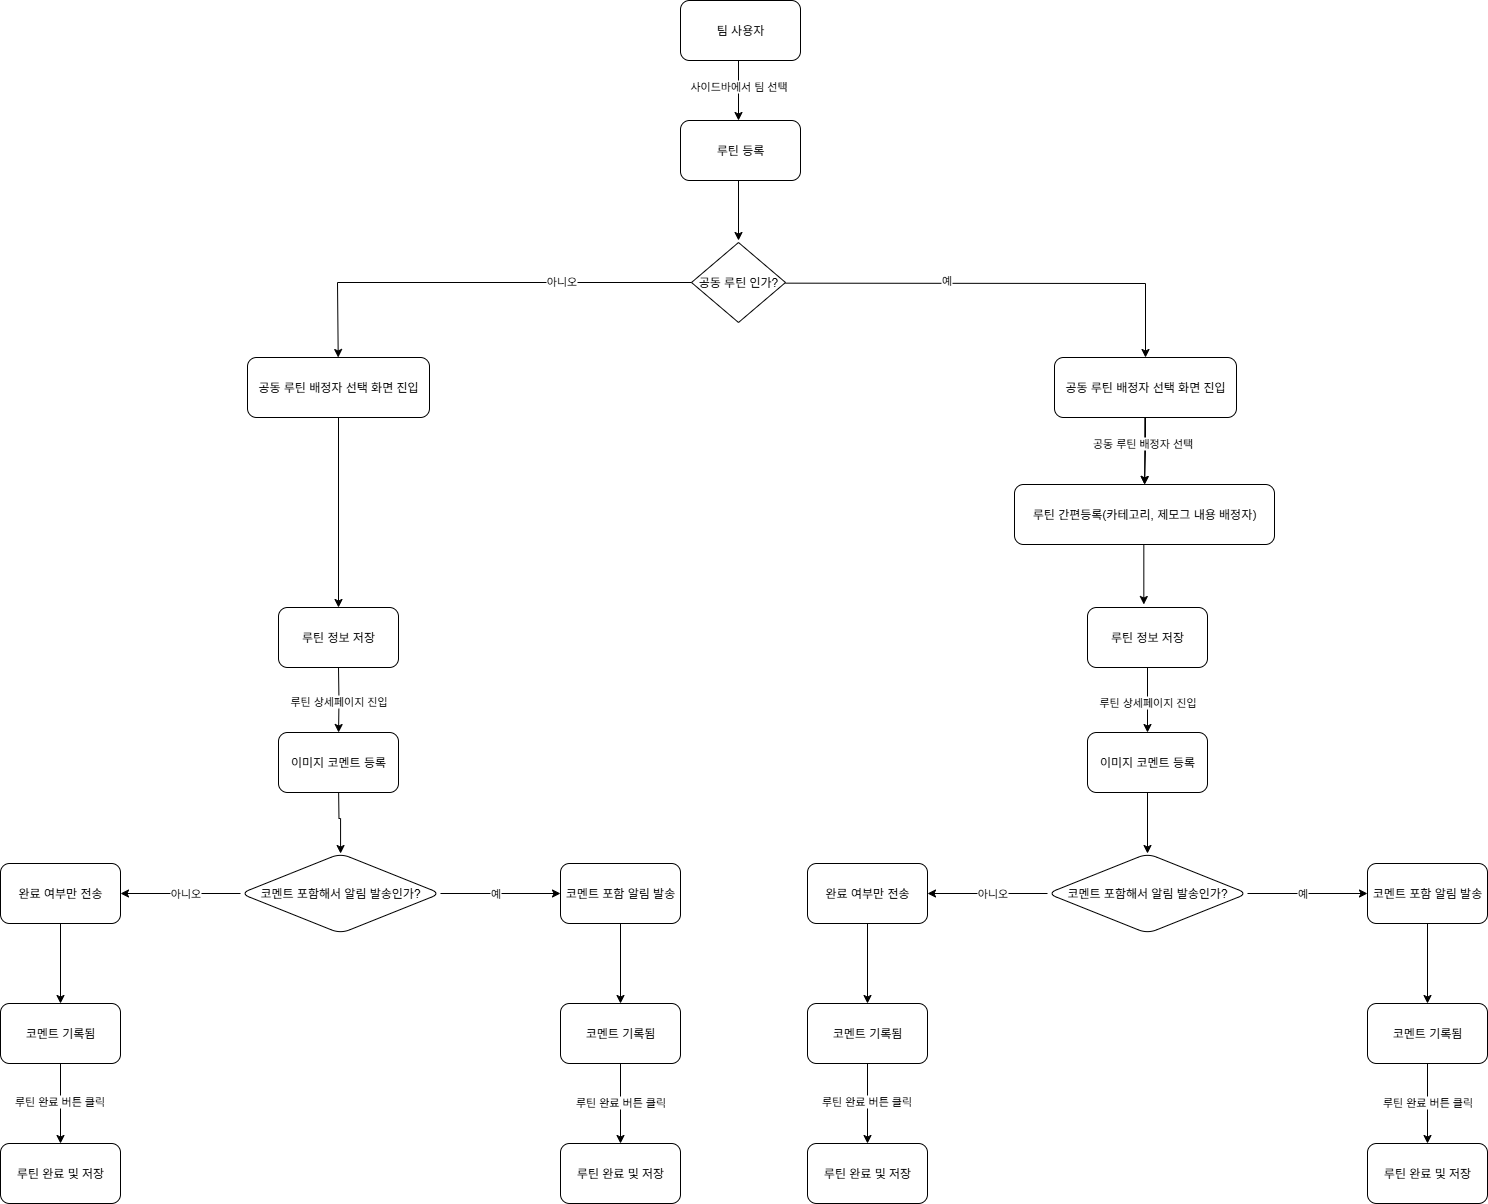 팀 사용자
사이드바에서 팀 선택
루틴 등록
공동 루틴 인가?
아니오
예
공동 루틴 배정자 선택 화면 진입
공동 루틴 배정자 선택 화면 진입
공동 루틴 배정자 선택
루틴 간편등록(카테고리, 제모그 내용 배정자)
루틴 정보 저장
루틴 정보 저장
루틴 상세페이지 진입
루틴 상세페이지 진입
이미지 코멘트 등록
이미지 코멘트 등록
완료 여부만 전송
아니오
코멘트 포함해서 알림 발송인가?
예
코멘트 포함 알림 발송
완료 여부만 전송
아니오
코멘트 포함해서 알림 발송인가?
예
코멘트 포함 알림 발송
코멘트 기록됨
코멘트 기록됨
코멘트 기록됨
코멘트 기록됨
루틴 완료 버튼 클릭
루틴 완료 버튼 클릭
루틴 완료 버튼 클릭
루틴 완료 버튼 클릭
루틴 완료 및 저장
루틴 완료 및 저장
루틴 완료 및 저장
루틴 완료 및 저장